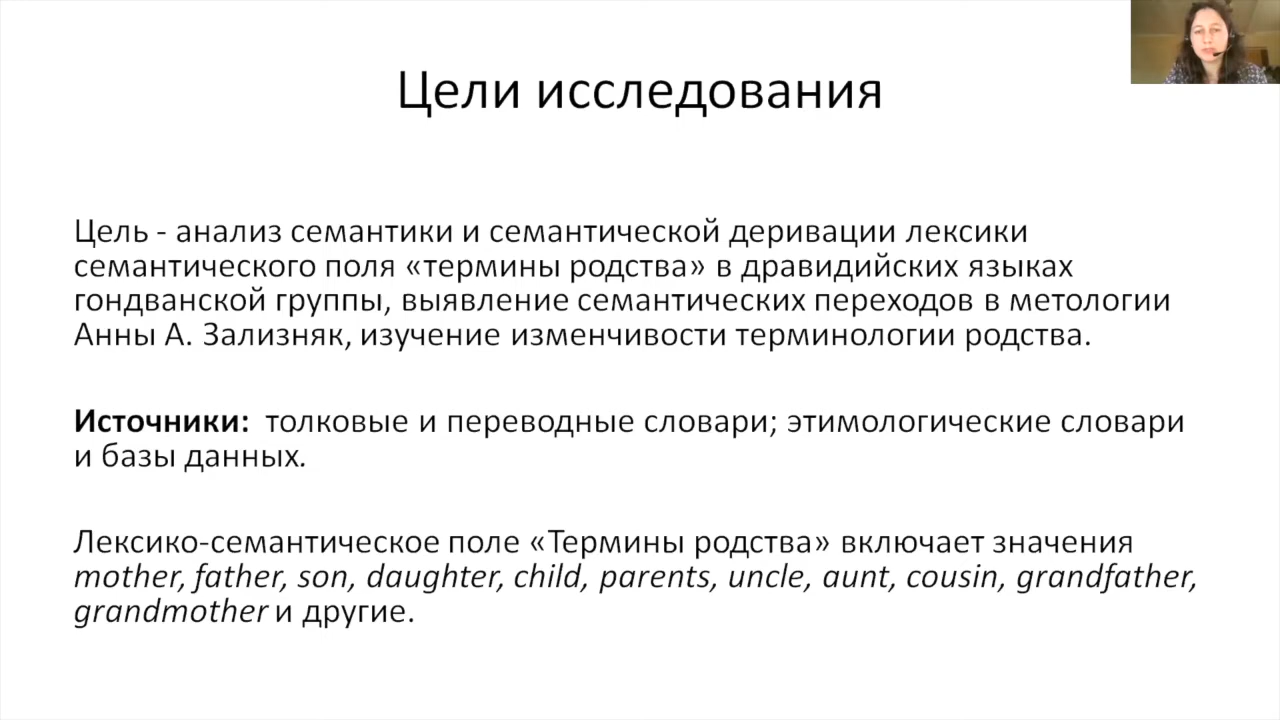 Цели исследования
Цель - анализ семантики и семантической деривации лексики
семантического поля «термины родства» в дравидийских языках
гондванской группы, выявление семантических переходов в метологии
Анны А. Зализняк, изучение изменчивости терминологии родства.
Источники: толковые и переводные словари; этимологические словари
и базы данных.
Лексико-семантическое поле «Термины родства» включает значения
mother, father, son, daughter, child, parents, uncle, aunt, cousin, grandfather,
grandmother и другие.